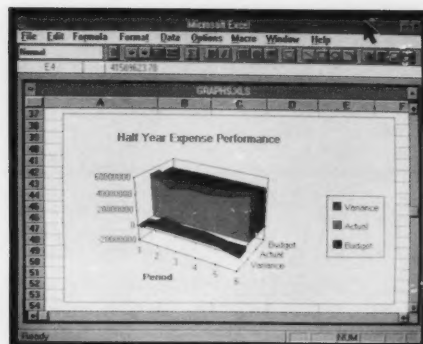 Microsoft Excel
File Edit Formula Format Data Options Macro Window Help
Normal
E4
GRAPHS.XLS
A B C D E F
37
38
39
40
41
42
43
44
45
46
47
48
49
50
51
52
53
54
Half Year Expense Performance
60000000
40000000
20000000
0
-20000000
1 2 3 4 5 6
Period
Budget
Actual
Variance
Variance
Actual
Budget
Ready NUM